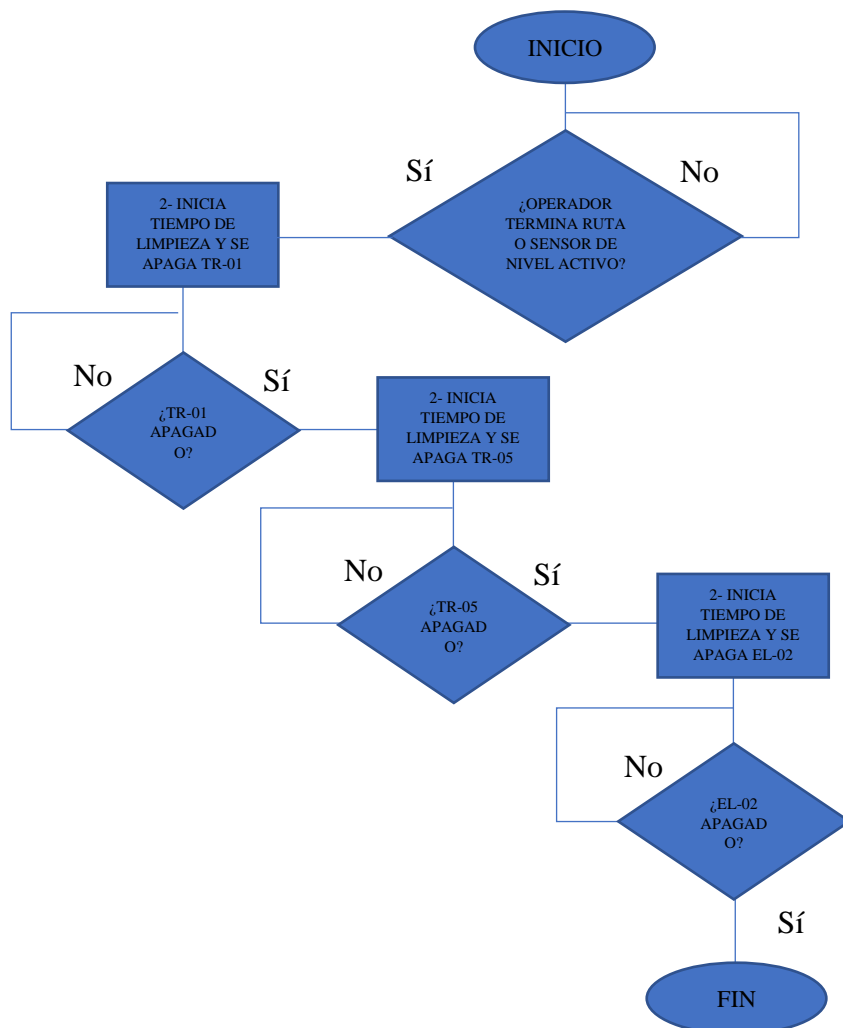 INICIO
Sí
No
¿OPERADOR
TERMINA RUTA
O SENSOR DE
NIVEL ACTIVO?
2- INICIA
TIEMPO DE
LIMPIEZA Y SE
APAGA TR-01
No
Sí
¿TR-01
APAGAD
O?
2- INICIA
TIEMPO DE
LIMPIEZA Y SE
APAGA TR-05
No
Sí
¿TR-05
APAGAD
O?
2- INICIA
TIEMPO DE
LIMPIEZA Y SE
APAGA EL-02
No
¿EL-02
APAGAD
O?
Sí
FIN